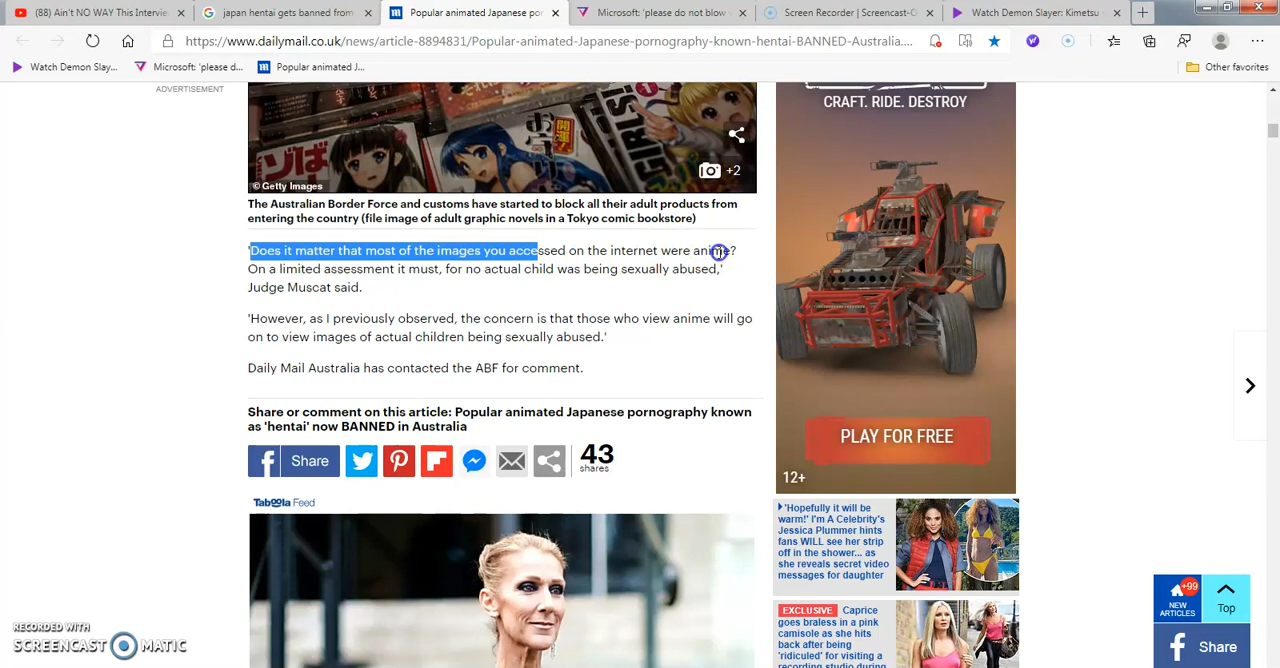 (88) Ain't NO WAY This Intervie
japan hentai gets banned from
Popular animated Japanese por
Microsoft: 'please do not blow
Screen Recorder | Screencast-O
Watch Demon Slayer: Kimetsu
https://www.dailymail.co.uk/news/article-8894831/Popular-animated-Japanese-pornography-known-hentai-BANNED-Australia....
Watch Demon Slay...
Microsoft: 'please d...
Popular animated J...
Other favorites
ADVERTISEMENT
GIRLS
+2
© Getty Images
The Australian Border Force and customs have started to block all their adult products from
entering the country (file image of adult graphic novels in a Tokyo comic bookstore)
'Does it matter that most of the images you accessed on the internet were anime?
On a limited assessment it must, for no actual child was being sexually abused,'
Judge Muscat said.
'However, as I previously observed, the concern is that those who view anime will go
on to view images of actual children being sexually abused.'
Daily Mail Australia has contacted the ABF for comment.
Share or comment on this article: Popular animated Japanese pornography known
as 'hentai' now BANNED in Australia
Share
43
shares
Taboola Feed
CRAFT. RIDE. DESTROY
PLAY FOR FREE
12+
'Hopefully it will be
warm!' I'm A Celebrity's
Jessica Plummer hints
fans WILL see her strip
off in the shower... as
she reveals secret video
messages for daughter
EXCLUSIVE Caprice
goes braless in a pink
camisole as she hits
back after being
'ridiculed' for visiting a
recording studio during
+99
NEW
ARTICLES
Top
Share
RECORDED WITH
SCREENCAST MATIC